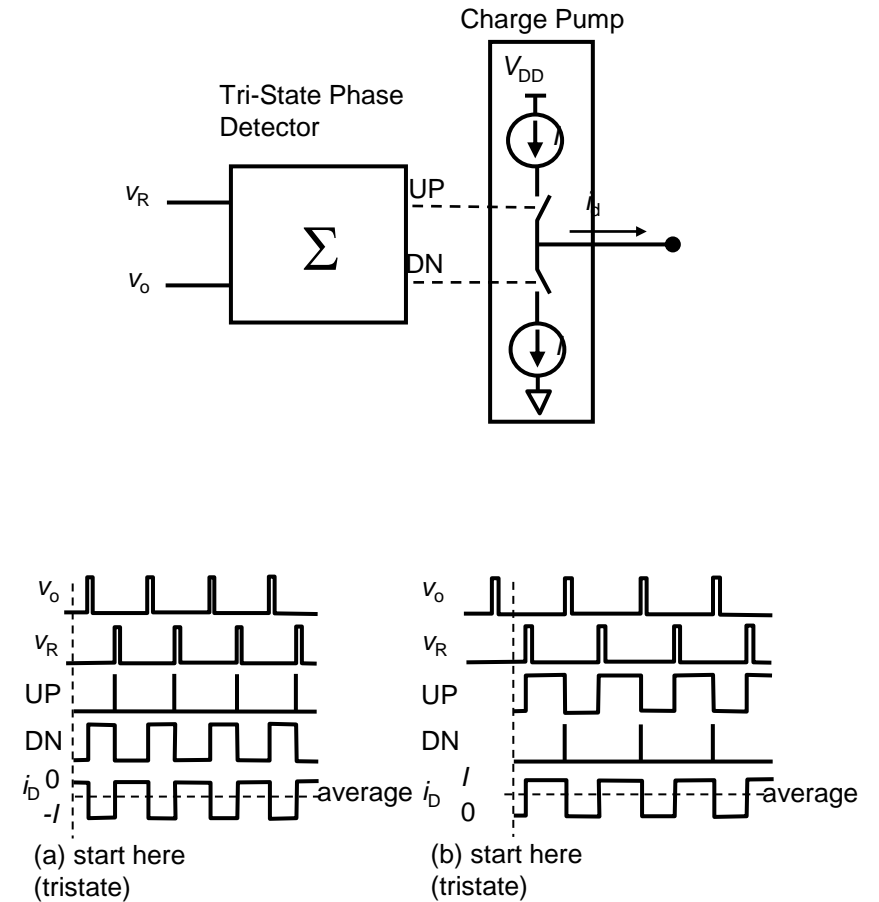 Charge Pump
V_DD
Tri-State Phase
Detector
I
v_R
UP
i_d
Σ
v_o
DN
I
v_o
v_R
UP
DN
i_D 0
-I
average
(a) start here
(tristate)
v_o
v_R
UP
DN
i_D I
0
average
(b) start here
(tristate)